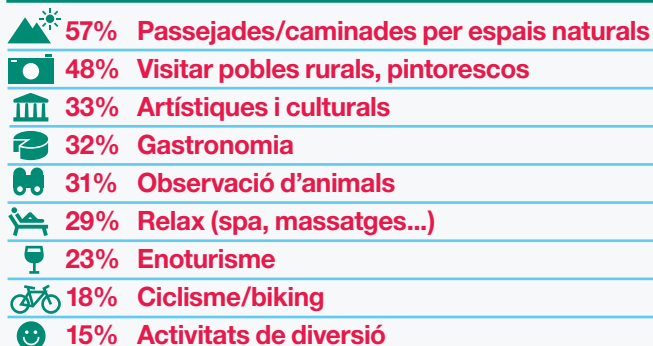 57% Passejades/caminades per espais naturals
48% Visitar pobles rurals, pintorescos
33% Artístiques i culturals
32% Gastronomia
31% Observació d'animals
29% Relax (spa, massatges...)
23% Enoturisme
18% Ciclisme/biking
15% Activitats de diversió